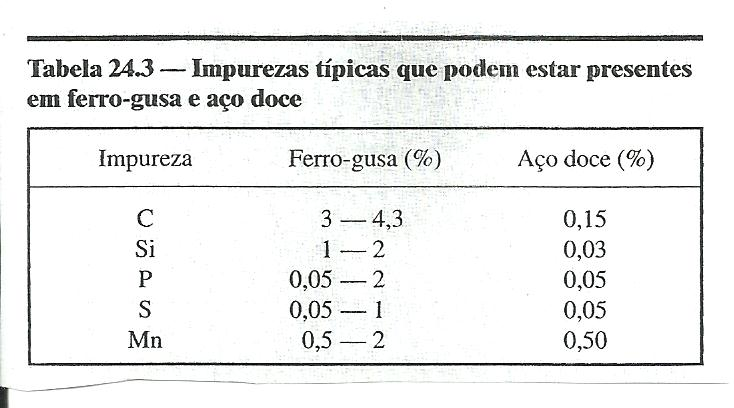 Tabela 24.3 — Impurezas típicas que podem estar presentes
em ferro-gusa e aço doce
Impureza Ferro-gusa (%) Aço doce (%)
C 3 — 4,3 0,15
Si 1 — 2 0,03
P 0,05 — 2 0,05
S 0,05 — 1 0,05
Mn 0,5 — 2 0,50